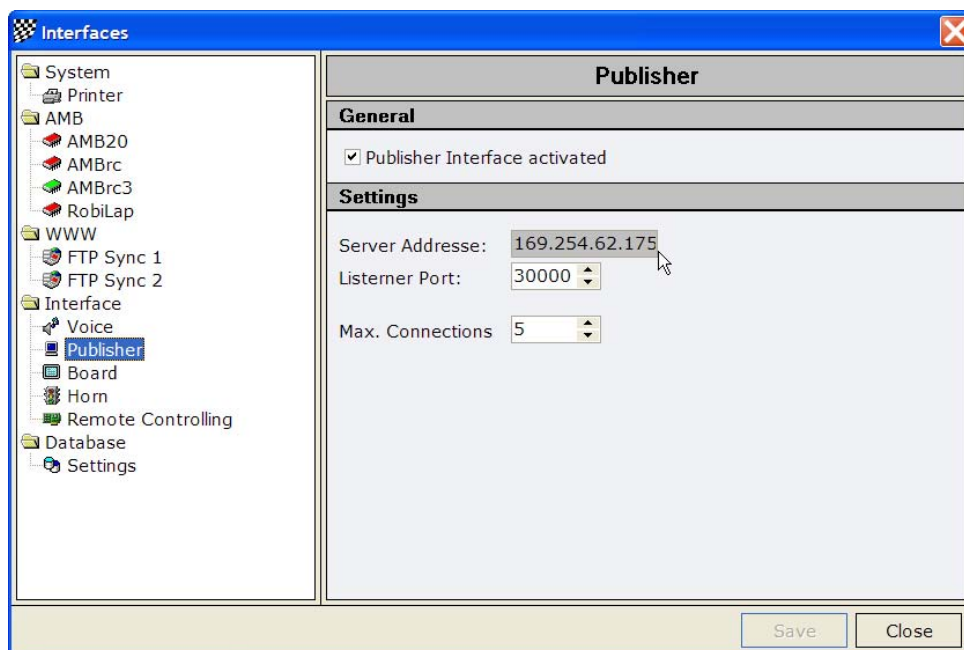 Interfaces
System
Printer
AMB
AMB20
AMBrc
AMBrc3
RobiLap
WWW
FTP Sync 1
FTP Sync 2
Interface
Voice
Publisher
Board
Horn
Remote Controlling
Database
Settings
Publisher
General
Publisher Interface activated
Settings
Server Addresse: 169.254.62.175
Listerner Port: 30000
Max. Connections 5
Save Close